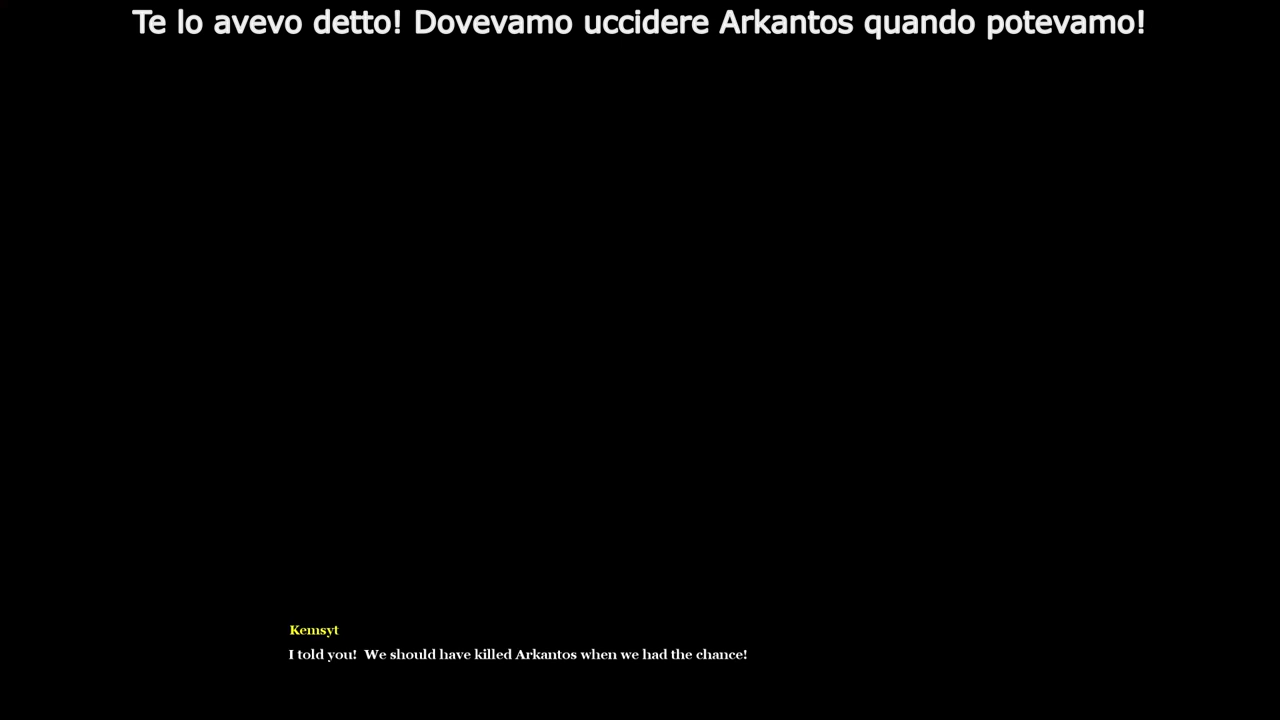 Te lo avevo detto! Dovevamo uccidere Arkantos quando potevamo!
Kemsyt
I told you!  We should have killed Arkantos when we had the chance!